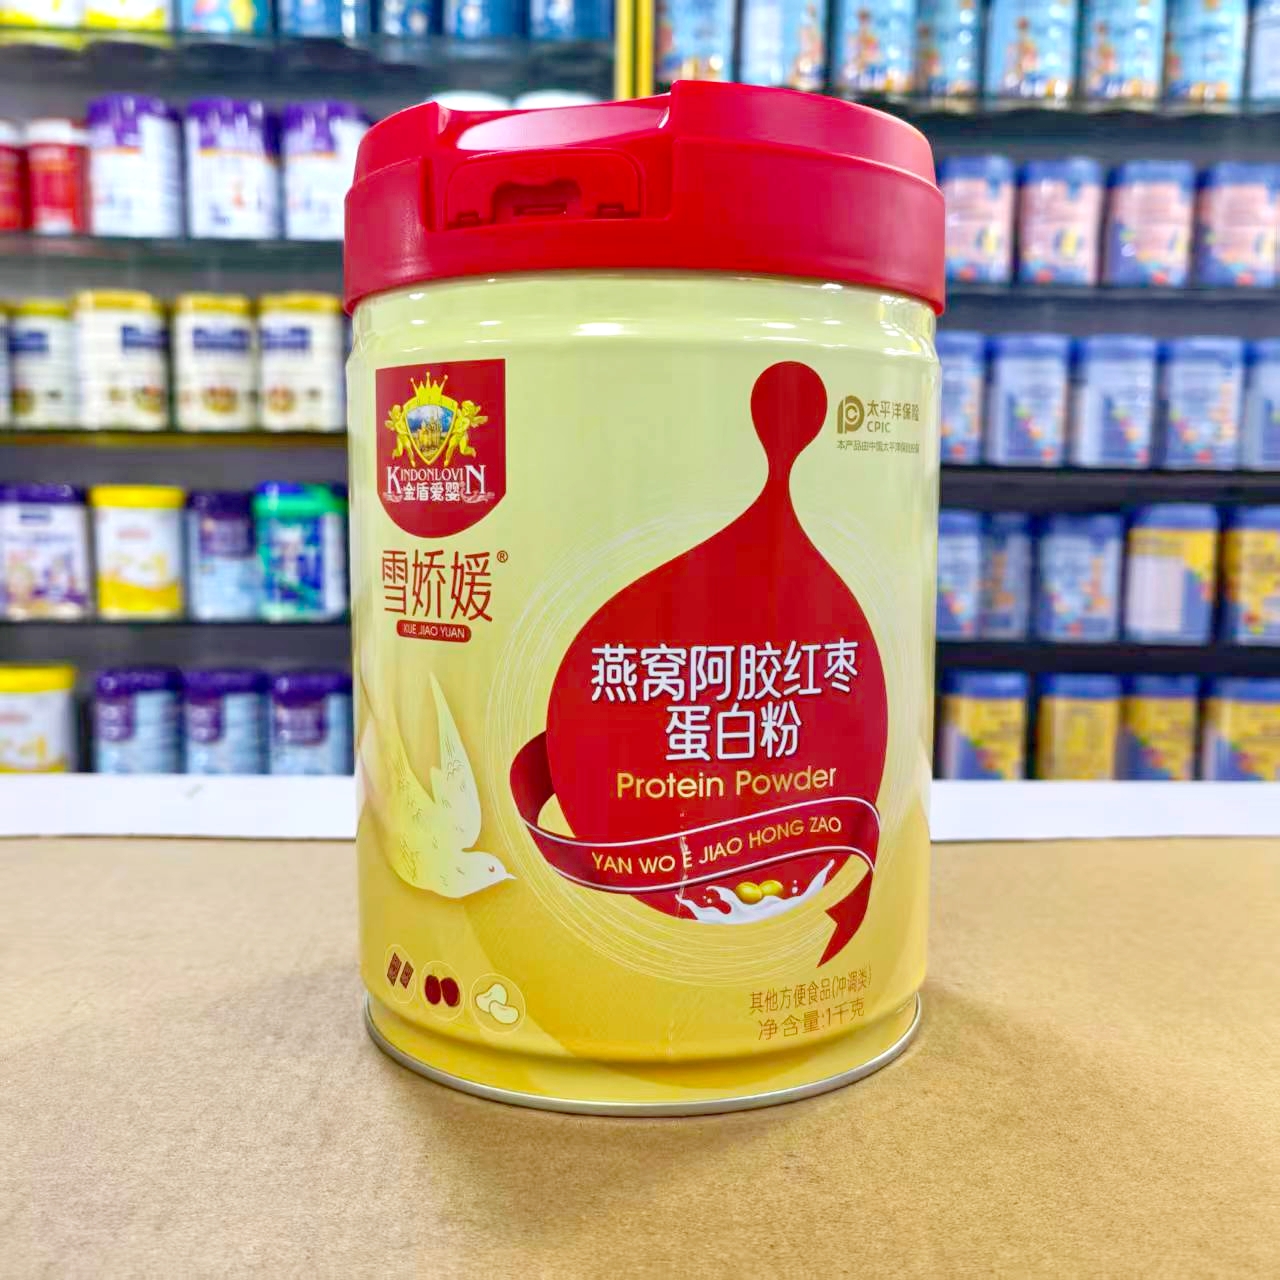 KINDONLOVIN
金盾爱婴
雪娇媛®
XUE JIAO YUAN
太平洋保险
CPIC
燕窝阿胶红枣
蛋白粉
Protein Powder
YAN WO E JIAO HONG ZAO
其他方便食品(冲调类)
净含量:1千克